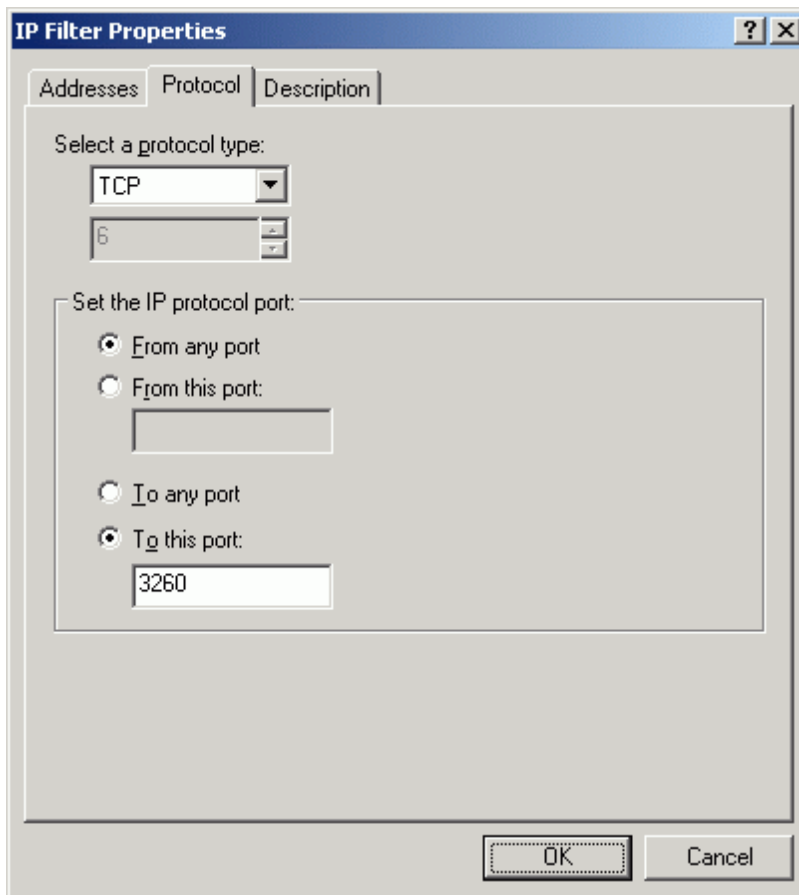 IP Filter Properties
Addresses Protocol Description
Select a protocol type:
TCP
6
Set the IP protocol port:
From any port
From this port:
To any port
To this port:
3260
OK Cancel